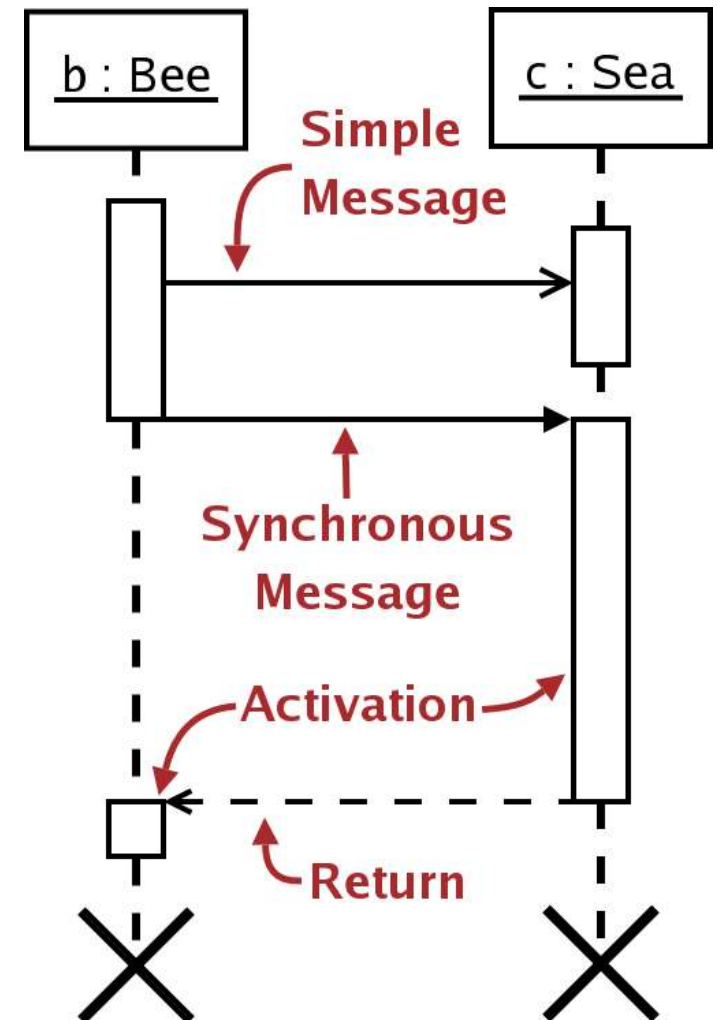 b : Bee
c : Sea
Simple
Message
Synchronous
Message
Activation
Return